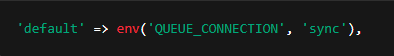 'default' => env('QUEUE_CONNECTION', 'sync'),